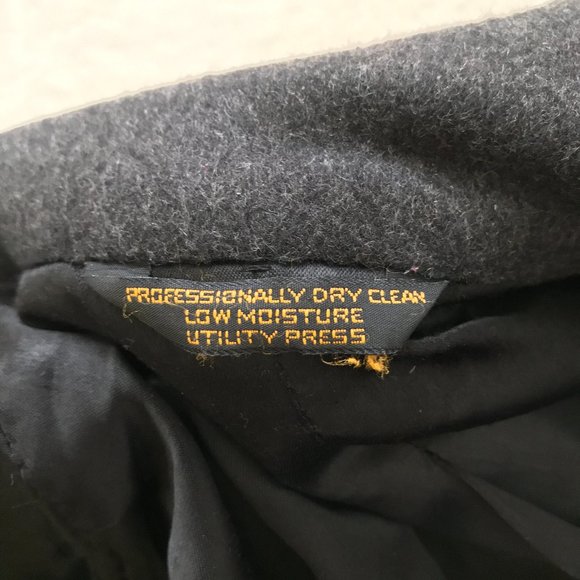 PROFESSIONALLY DRY CLEAN
LOW MOISTURE
UTILITY PRESS